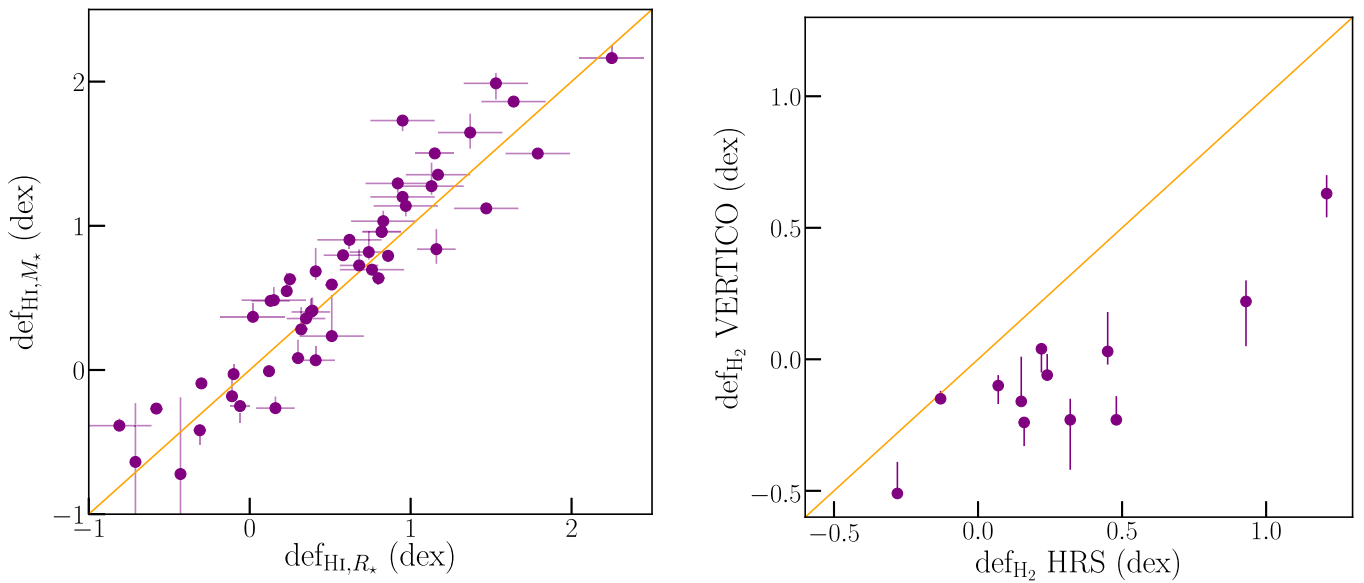 2
1
0
−1
def_{HI,M⋆} (dex)
−1 0 1 2
def_{HI,R⋆} (dex)
1.0
0.5
0.0
−0.5
def_{H₂} VERTICO (dex)
−0.5 0.0 0.5 1.0
def_{H₂} HRS (dex)